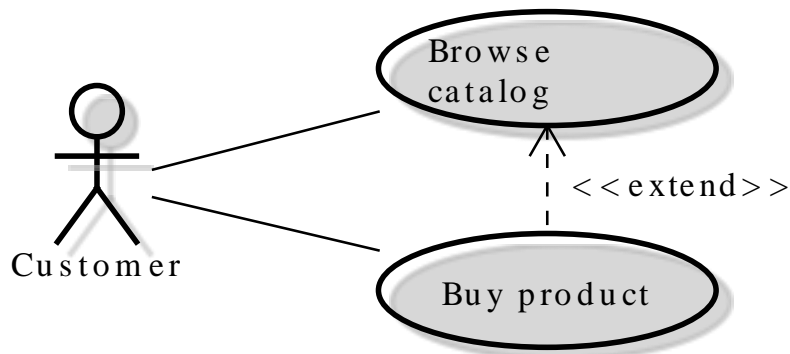 Browse
catalog
<<extend>>
Customer
Buy product